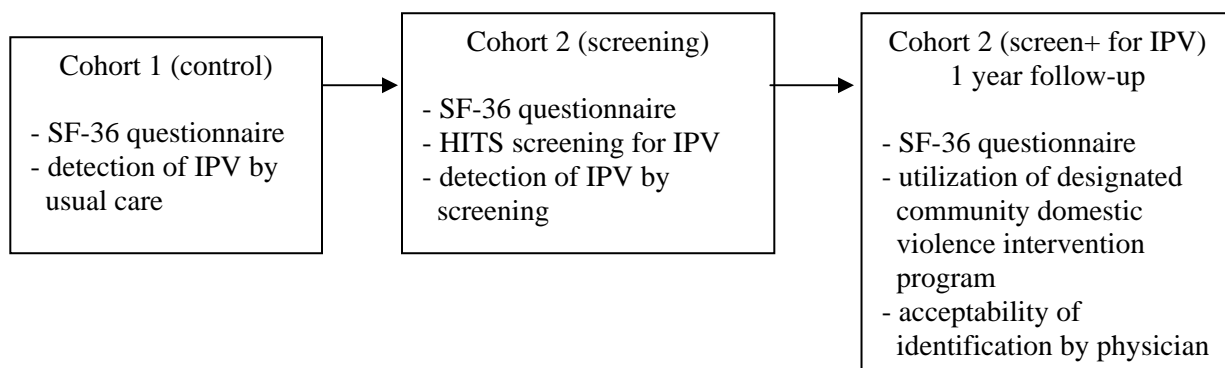 Cohort 1 (control)
- SF-36 questionnaire
- detection of IPV by
usual care
Cohort 2 (screening)
- SF-36 questionnaire
- HITS screening for IPV
- detection of IPV by
screening
Cohort 2 (screen+ for IPV)
1 year follow-up
- SF-36 questionnaire
- utilization of designated
community domestic
violence intervention
program
- acceptability of
identification by physician